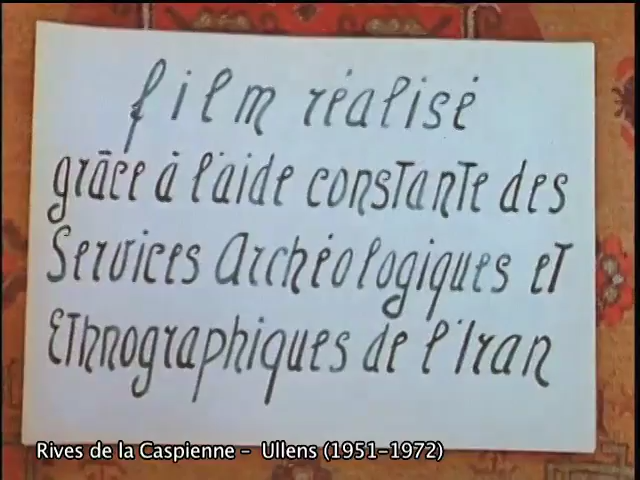 film réalisé
grâce à l'aide constante des
Services Archéologiques et
Ethnographiques de l'Iran
Rives de la Caspienne - Ullens (1951-1972)